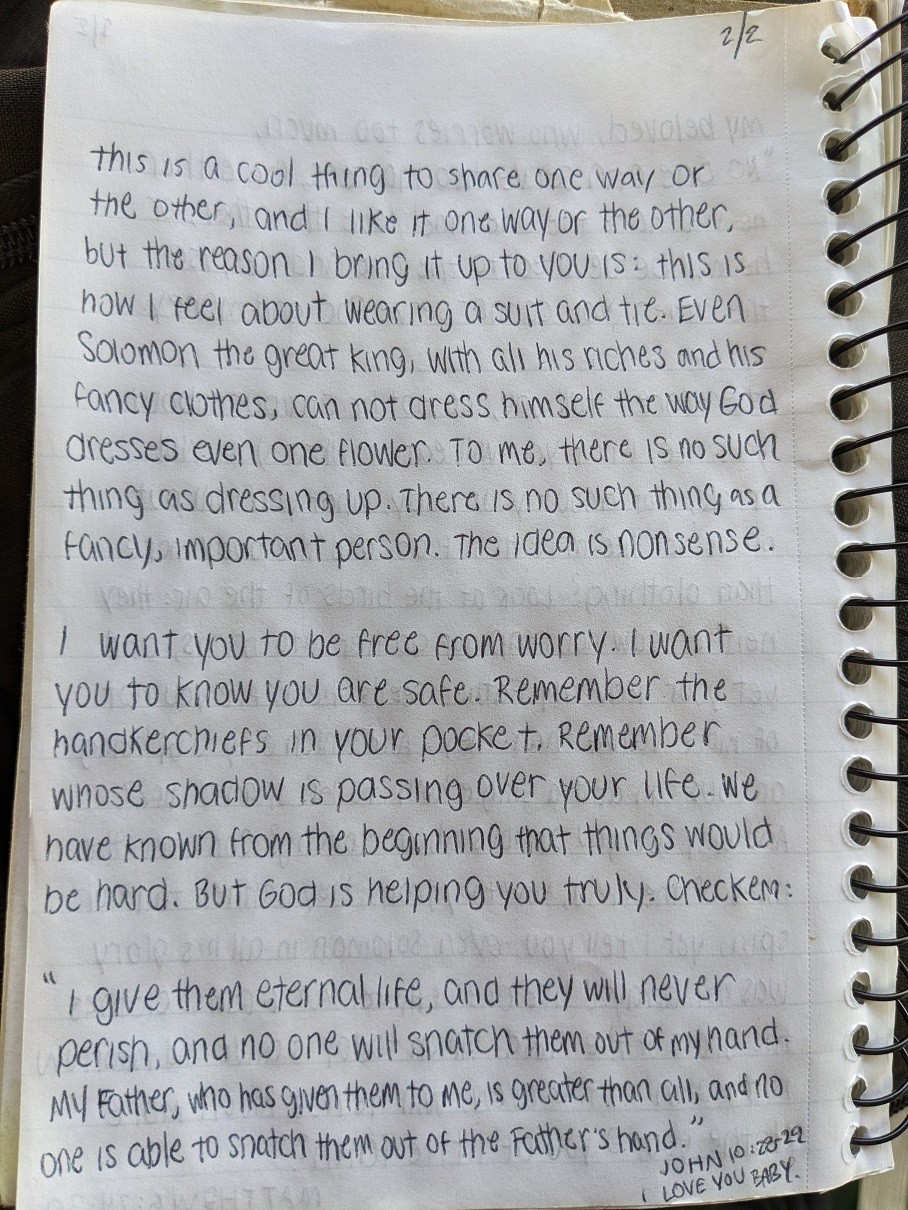 2/2
this is a cool thing to share one way or
the other, and I like it one way or the other,
but the reason I bring it up to you is: this is
how I feel about wearing a suit and tie. Even
Solomon the great king, with all his riches and his
fancy clothes, can not dress himself the way God
dresses even one flower. To me, there is no such
thing as dressing up. There is no such thing as a
fancy, important person. The idea is nonsense.
I want you to be free from worry. I want
you to know you are safe. Remember the
handkerchiefs in your pocket. Remember
whose shadow is passing over your life. We
have known from the beginning that things would
be hard. But God is helping you truly. Checkem:
"I give them eternal life, and they will never
perish, and no one will snatch them out of my hand.
My Father, who has given them to me, is greater than all, and no
one is able to snatch them out of the Father's hand."
JOHN 10:28-29
I LOVE YOU BABY.